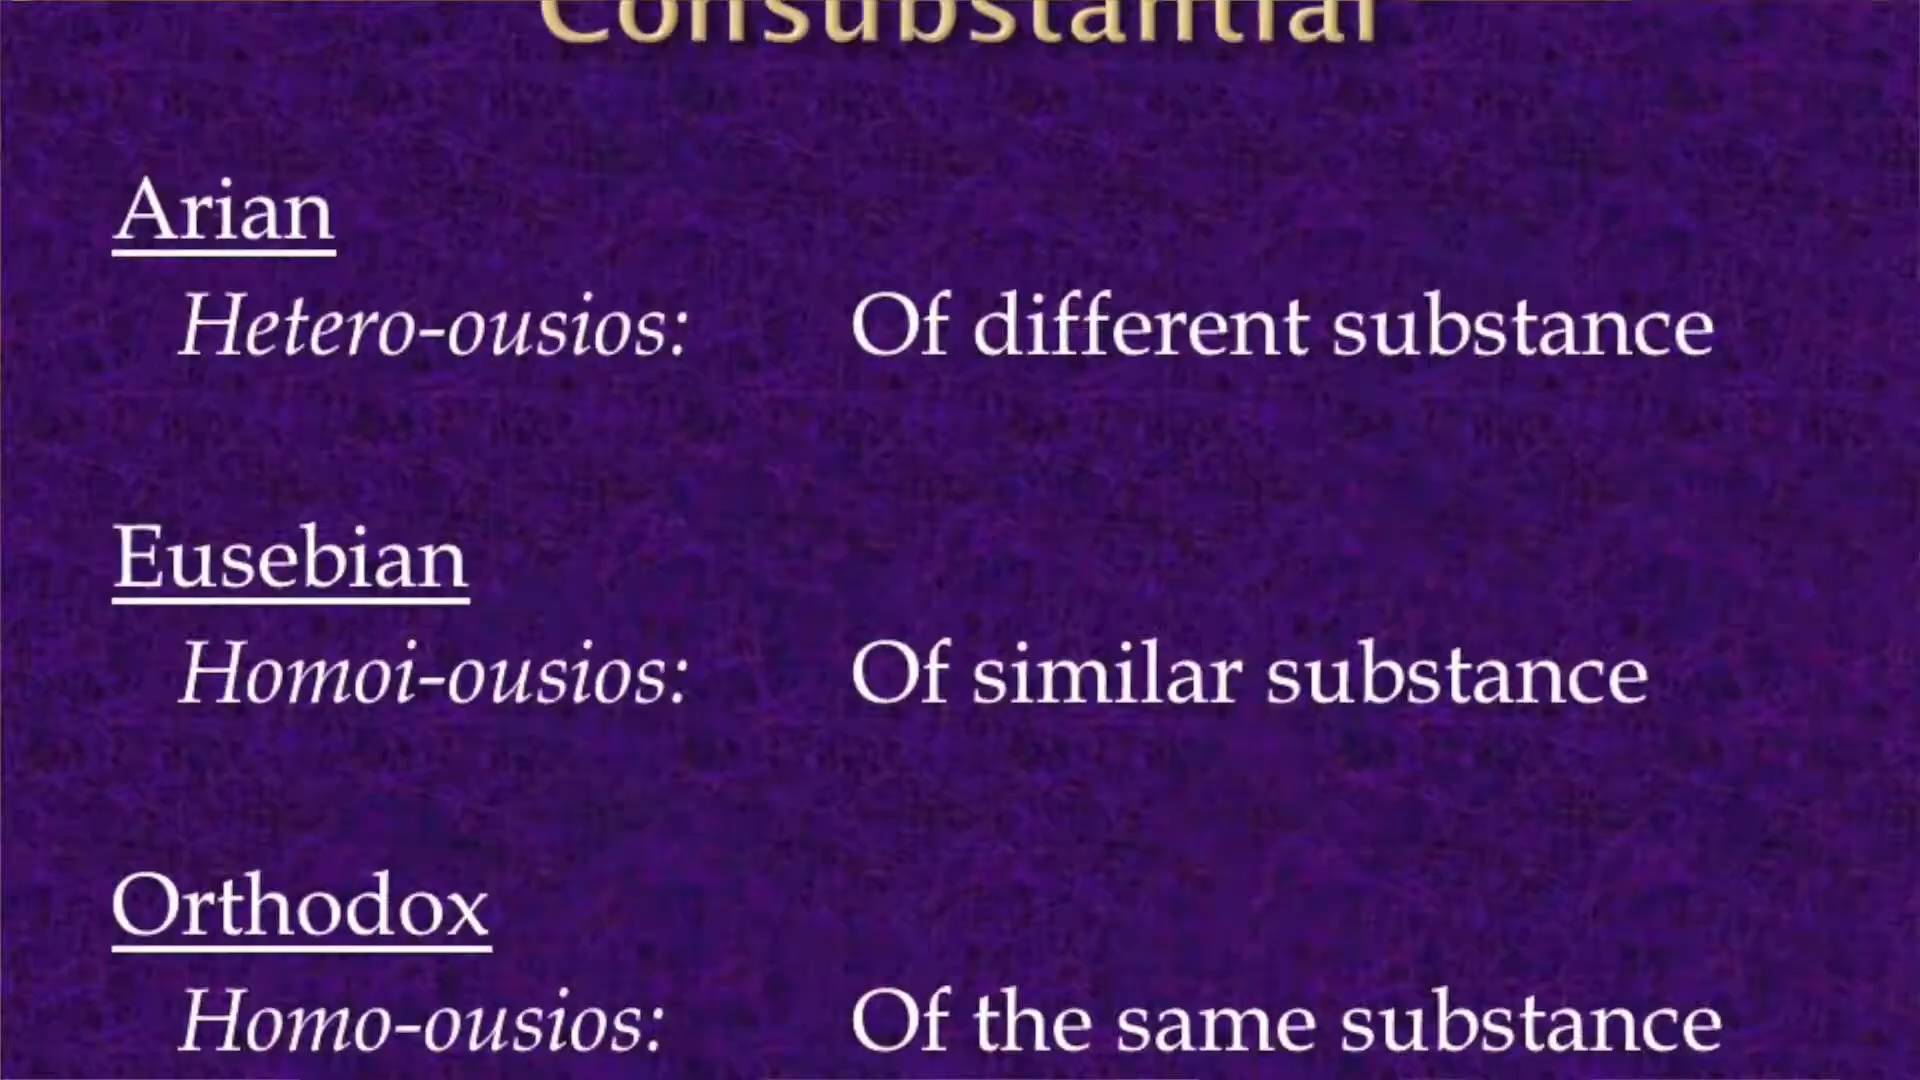 Consubstantial
Arian
Hetero-ousios: Of different substance
Eusebian
Homoi-ousios: Of similar substance
Orthodox
Homo-ousios: Of the same substance